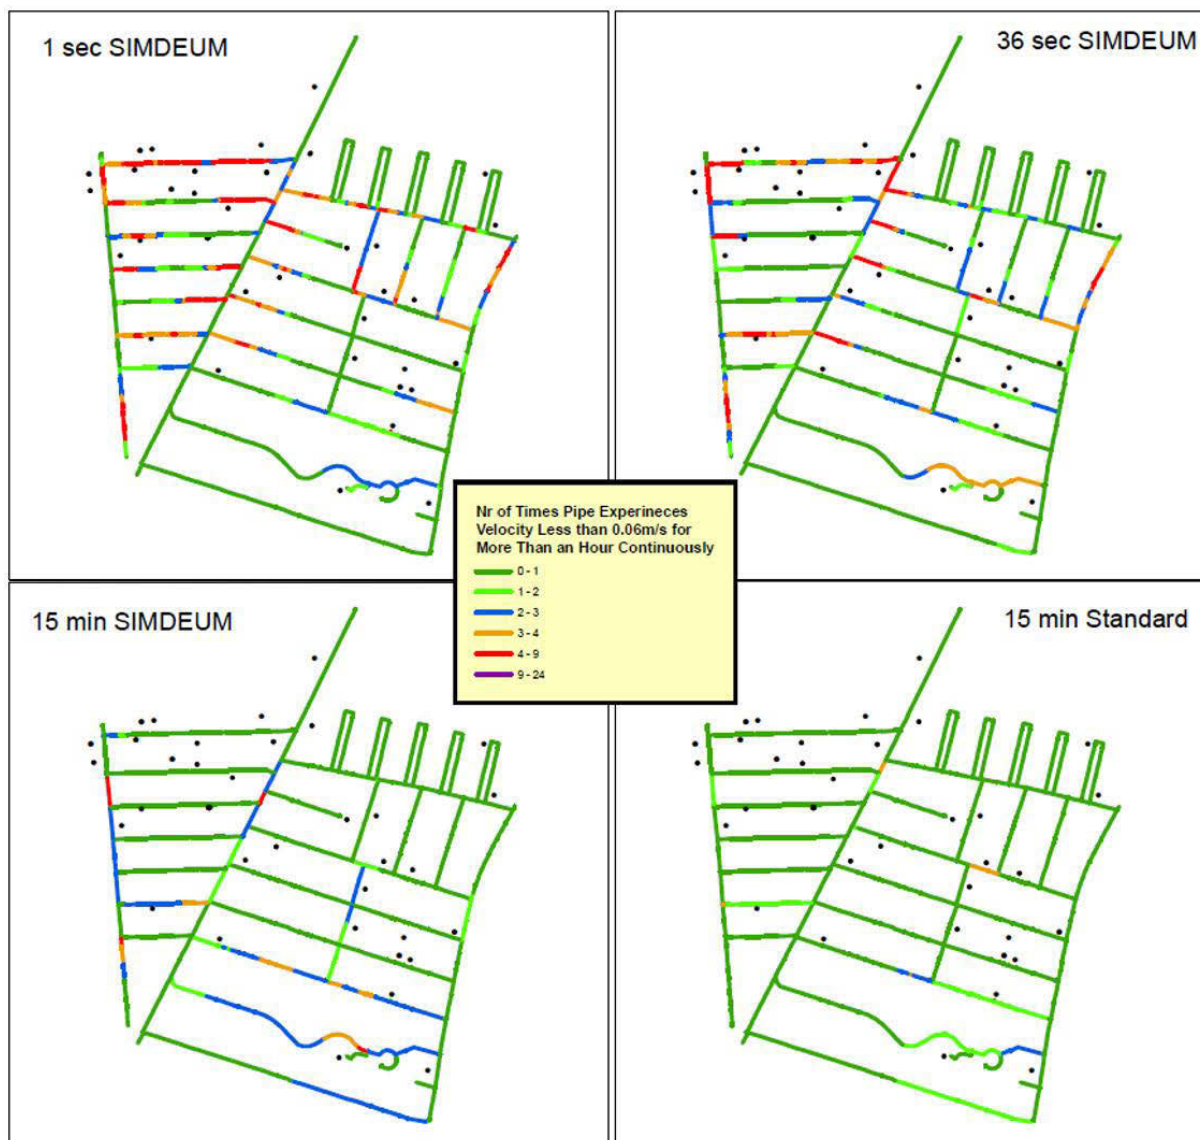 1 sec SIMDEUM
36 sec SIMDEUM
Nr of Times Pipe Experineces
Velocity Less than 0.06m/s for
More Than an Hour Continuously
0 - 1
1 - 2
2 - 3
3 - 4
4 - 9
9 - 24
15 min SIMDEUM
15 min Standard